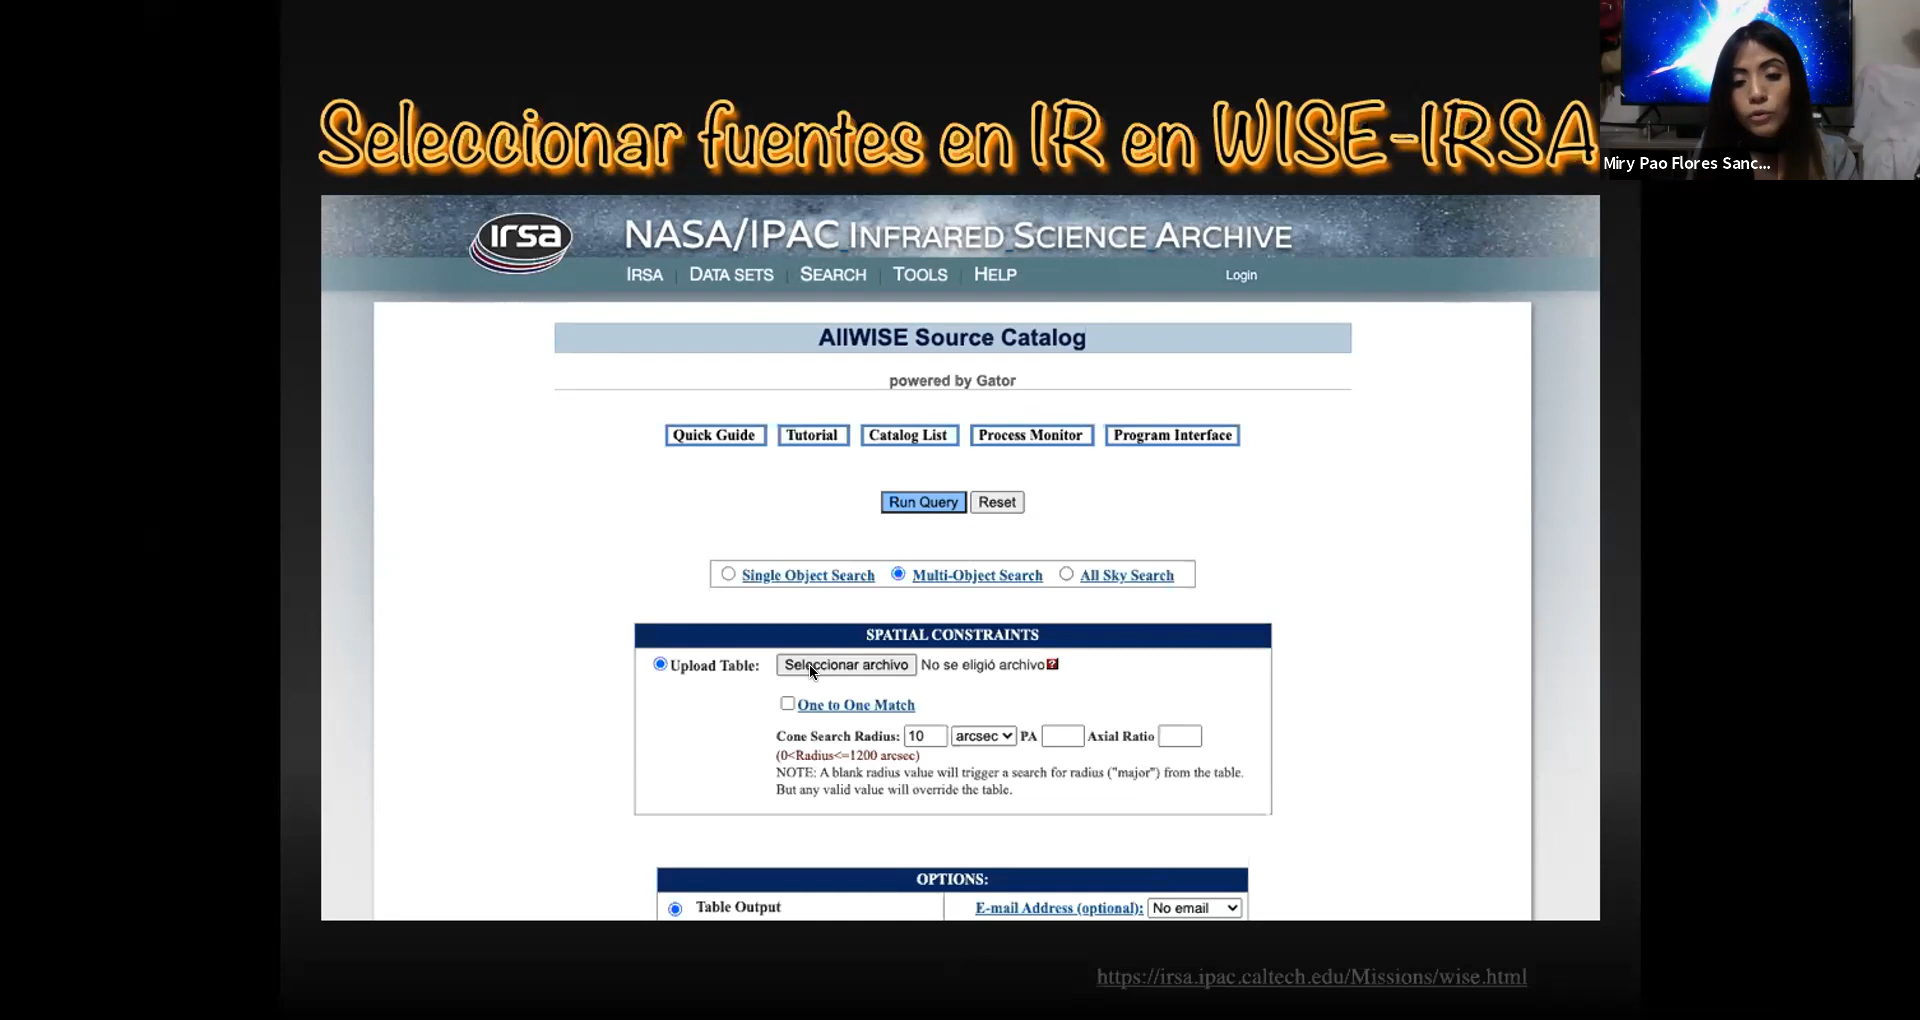 Seleccionar fuentes en IR en WISE-IRSA
Miry Pao Flores Sanc...
irsa
NASA/IPAC INFRARED SCIENCE ARCHIVE
IRSA DATA SETS SEARCH TOOLS HELP Login
AllWISE Source Catalog
powered by Gator
Quick Guide Tutorial Catalog List Process Monitor Program Interface
Run Query Reset
Single Object Search Multi-Object Search All Sky Search
SPATIAL CONSTRAINTS
Upload Table: Seleccionar archivo No se eligió archivo ?
One to One Match
Cone Search Radius: 10 arcsec PA Axial Ratio
(0<Radius<=1200 arcsec)
NOTE: A blank radius value will trigger a search for radius ("major") from the table.
But any valid value will override the table.
OPTIONS:
Table Output E-mail Address (optional): No email
https://irsa.ipac.caltech.edu/Missions/wise.html